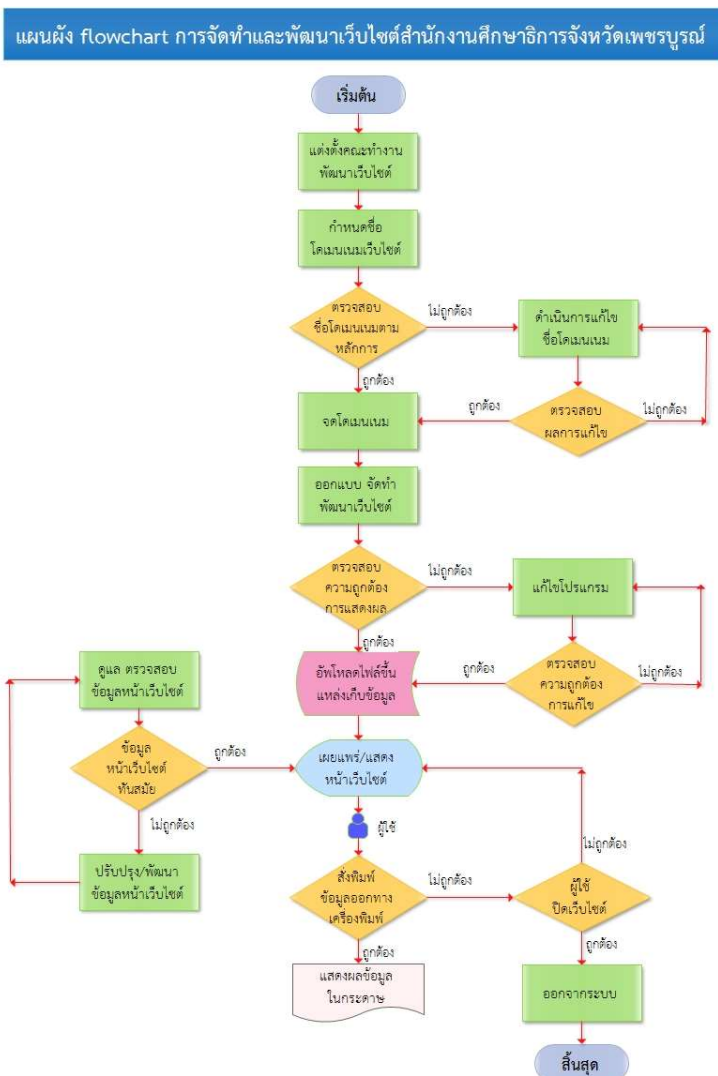 แผนผัง flowchart การจัดทำและพัฒนาเว็บไซต์สำนักงานศึกษาธิการจังหวัดเพชรบูรณ์
เริ่มต้น
แต่งตั้งคณะทำงาน
พัฒนาเว็บไซต์
กำหนดชื่อ
โดเมนเนมเว็บไซต์
ตรวจสอบ
ชื่อโดเมนเนมตาม
หลักการ
ไม่ถูกต้อง
ดำเนินการแก้ไข
ชื่อโดเมนเนม
ถูกต้อง
จดโดเมนเนม
ถูกต้อง
ตรวจสอบ
ผลการแก้ไข
ไม่ถูกต้อง
ออกแบบ จัดทำ
พัฒนาเว็บไซต์
ตรวจสอบ
ความถูกต้อง
การแสดงผล
ไม่ถูกต้อง
แก้ไขโปรแกรม
ถูกต้อง
อัพโหลดไฟล์ขึ้น
แหล่งเก็บข้อมูล
ถูกต้อง
ตรวจสอบ
ความถูกต้อง
การแก้ไข
ไม่ถูกต้อง
ดูแล ตรวจสอบ
ข้อมูลหน้าเว็บไซต์
ข้อมูล
หน้าเว็บไซต์
ทันสมัย
ถูกต้อง
เผยแพร่/แสดง
หน้าเว็บไซต์
ไม่ถูกต้อง
ปรับปรุง/พัฒนา
ข้อมูลหน้าเว็บไซต์
ผู้ใช้
สั่งพิมพ์
ข้อมูลออกทาง
เครื่องพิมพ์
ไม่ถูกต้อง
ไม่ถูกต้อง
ผู้ใช้
ปิดเว็บไซต์
ถูกต้อง
แสดงผลข้อมูล
ในกระดาษ
ถูกต้อง
ออกจากระบบ
สิ้นสุด